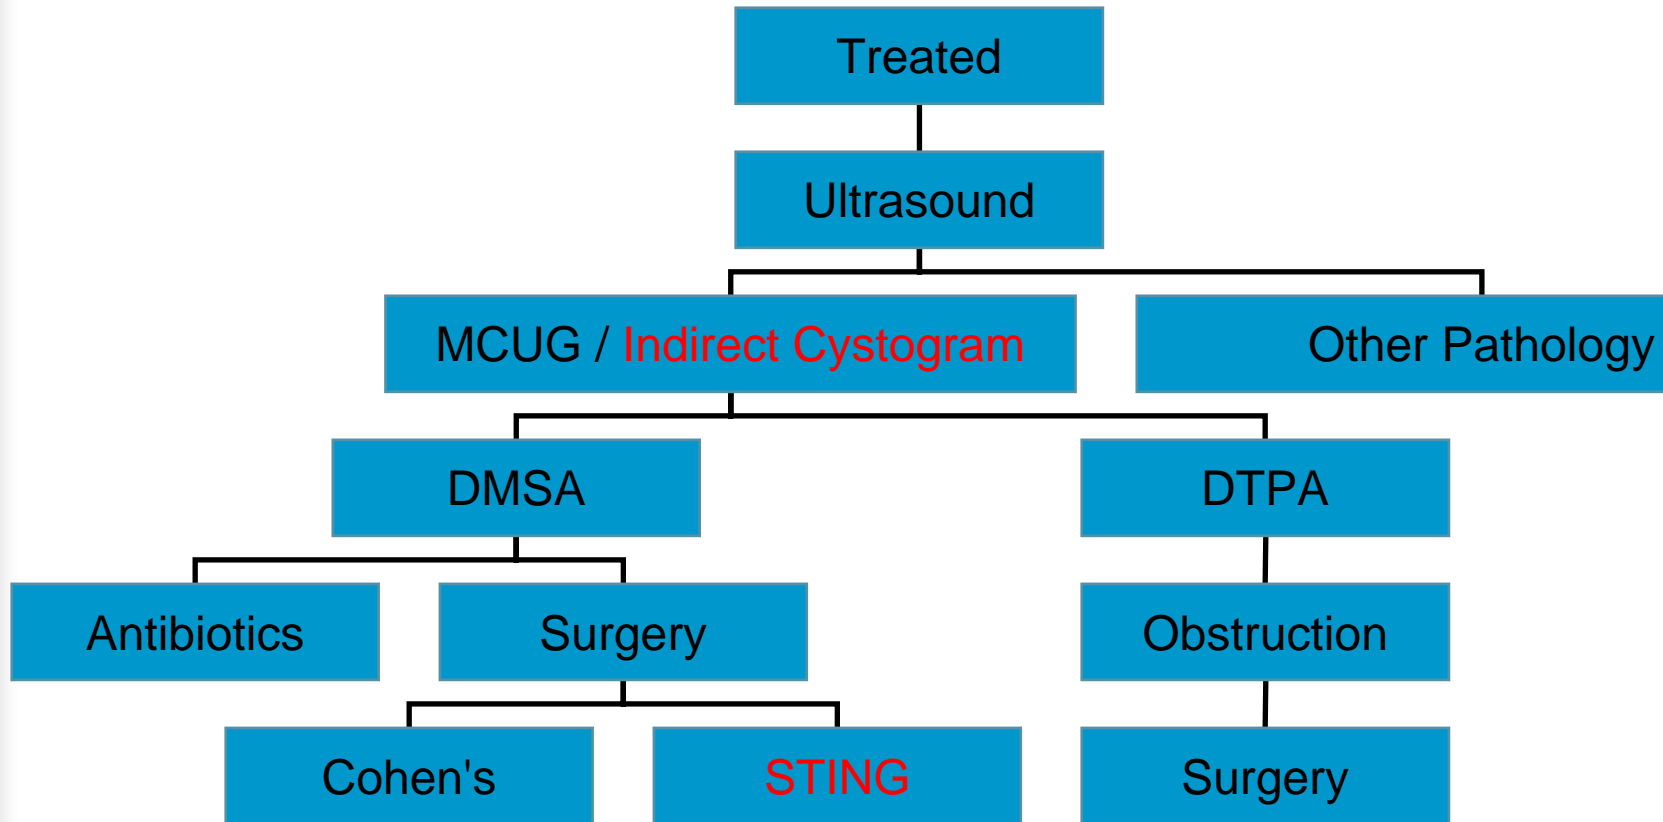 Treated
Ultrasound
MCUG / Indirect Cystogram
Other Pathology
DMSA
DTPA
Antibiotics
Surgery
Obstruction
Cohen's
STING
Surgery